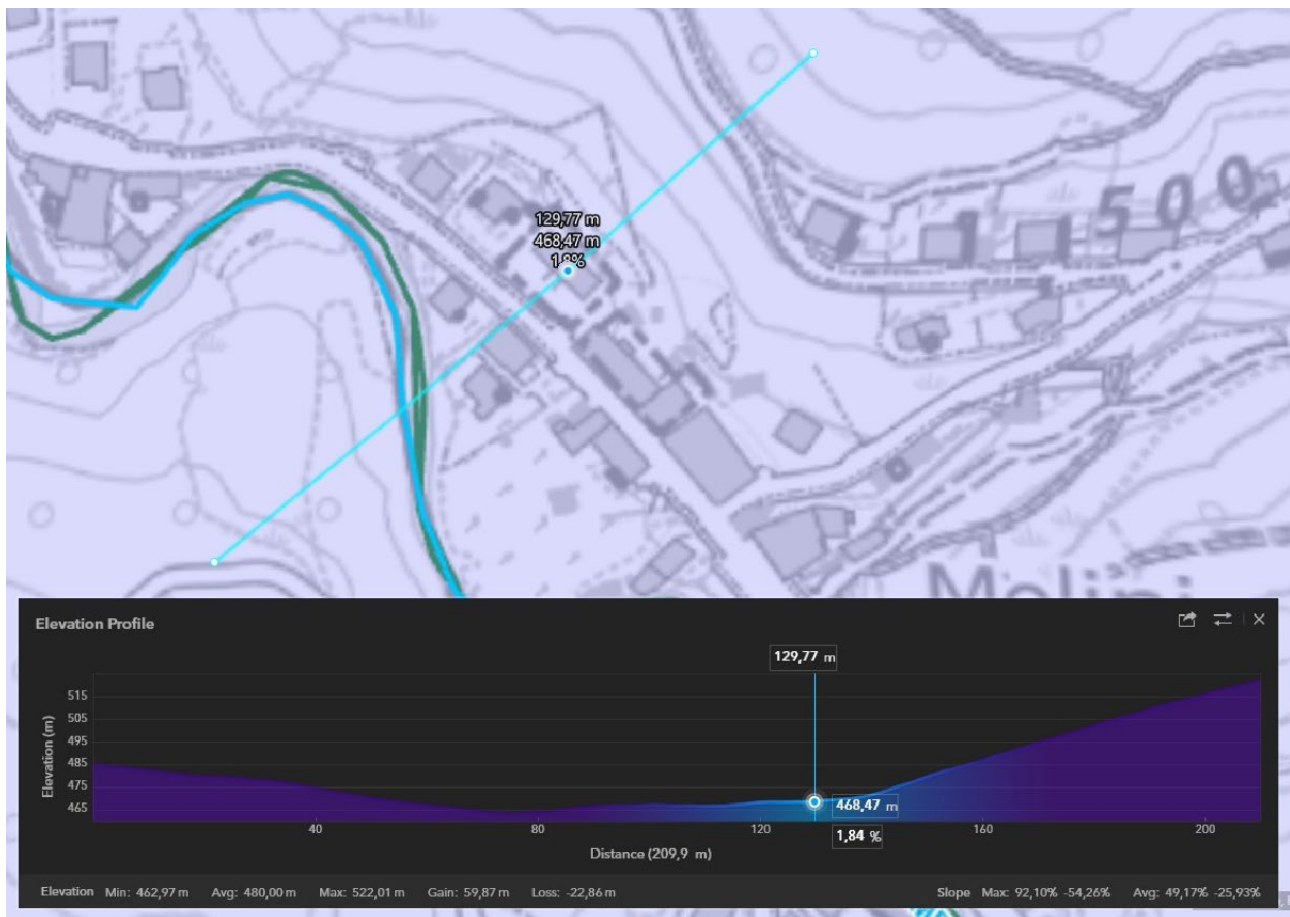 129,77 m
468,47 m
1,8%
500
Molini
Elevation Profile
129,77 m
515
505
495
485
475
465
Elevation (m)
468,47 m
1,84 %
40
80
120
160
200
Distance (209,9 m)
Elevation Min: 462,97 m Avg: 480,00 m Max: 522,01 m Gain: 59,87 m Loss: -22,86 m
Slope Max: 92,10% -54,26% Avg: 49,17% -25,93%